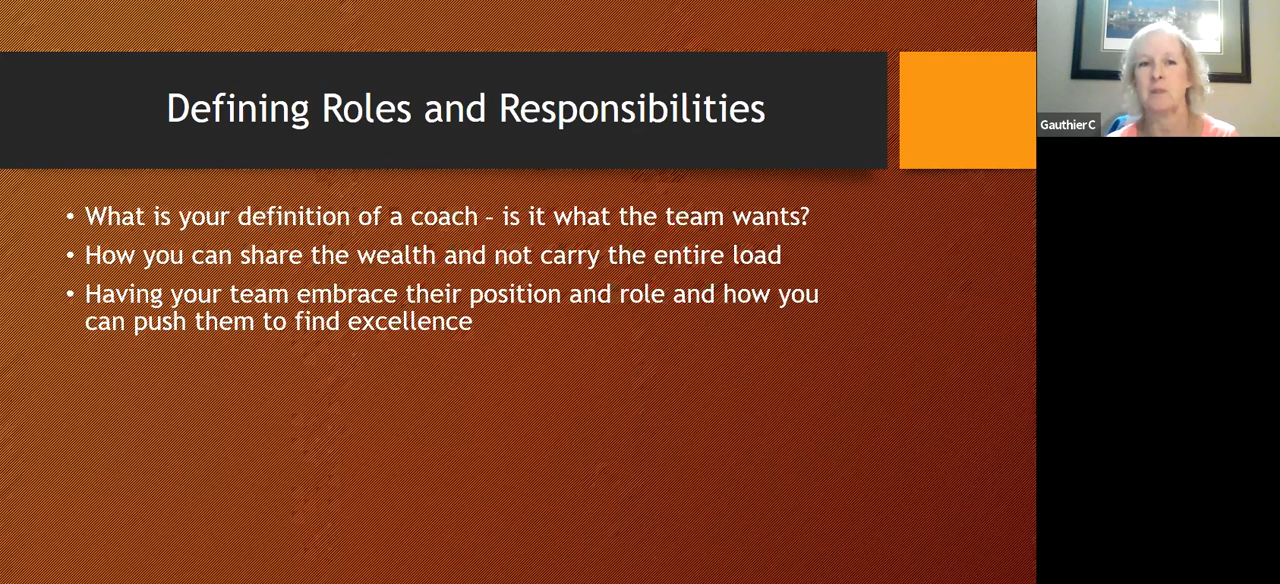 Defining Roles and Responsibilities
• What is your definition of a coach – is it what the team wants?
• How you can share the wealth and not carry the entire load
• Having your team embrace their position and role and how you
can push them to find excellence
Gauthier C